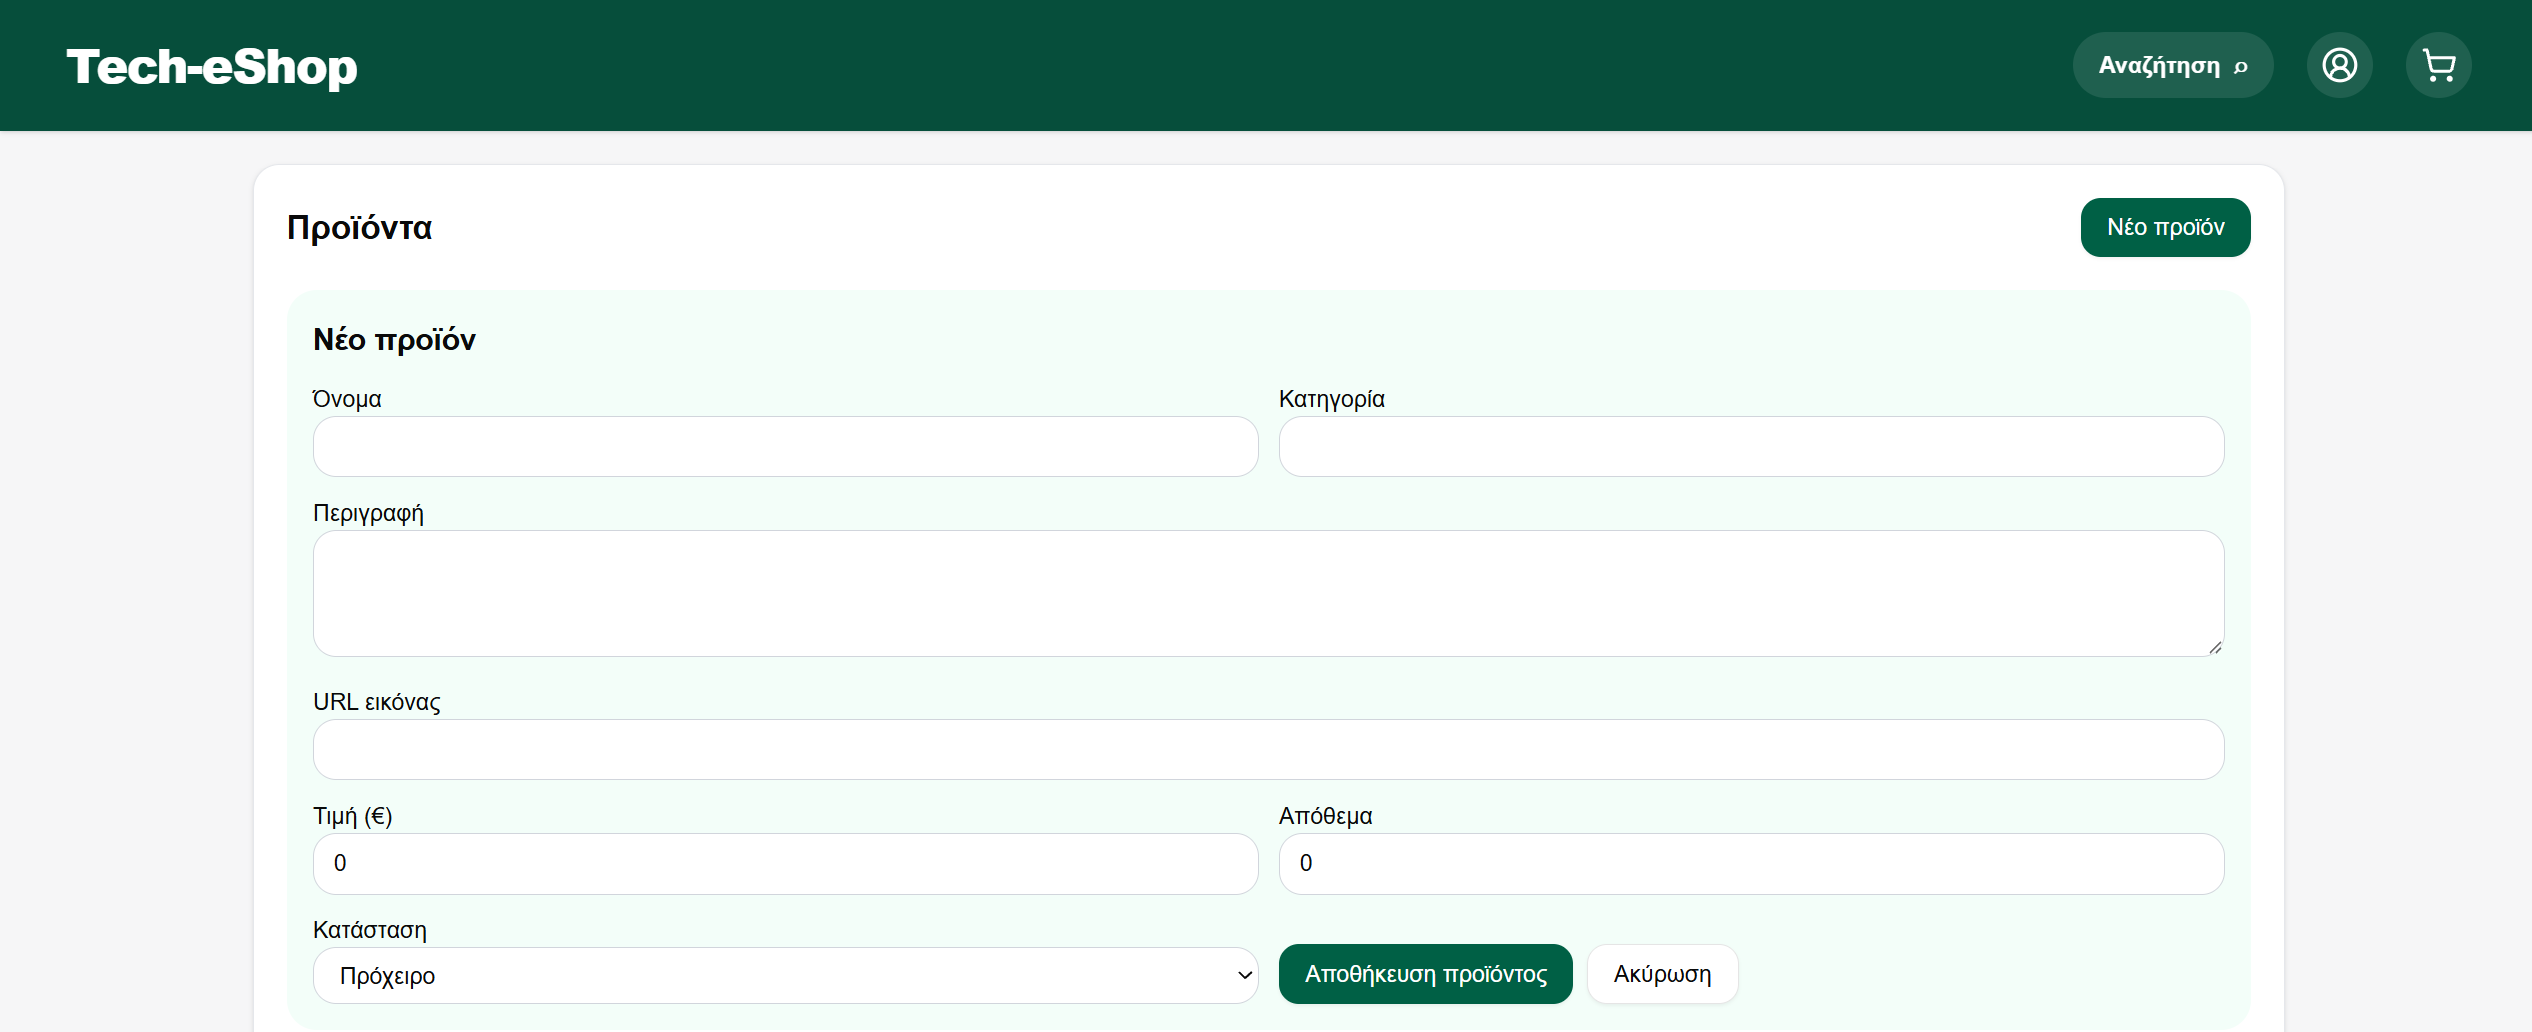 Tech-eShop
Αναζήτηση
Προϊόντα
Νέο προϊόν
Νέο προϊόν
Όνομα
Κατηγορία
Περιγραφή
URL εικόνας
Τιμή (€)
Απόθεμα
0
0
Κατάσταση
Πρόχειρο
Αποθήκευση προϊόντος
Ακύρωση